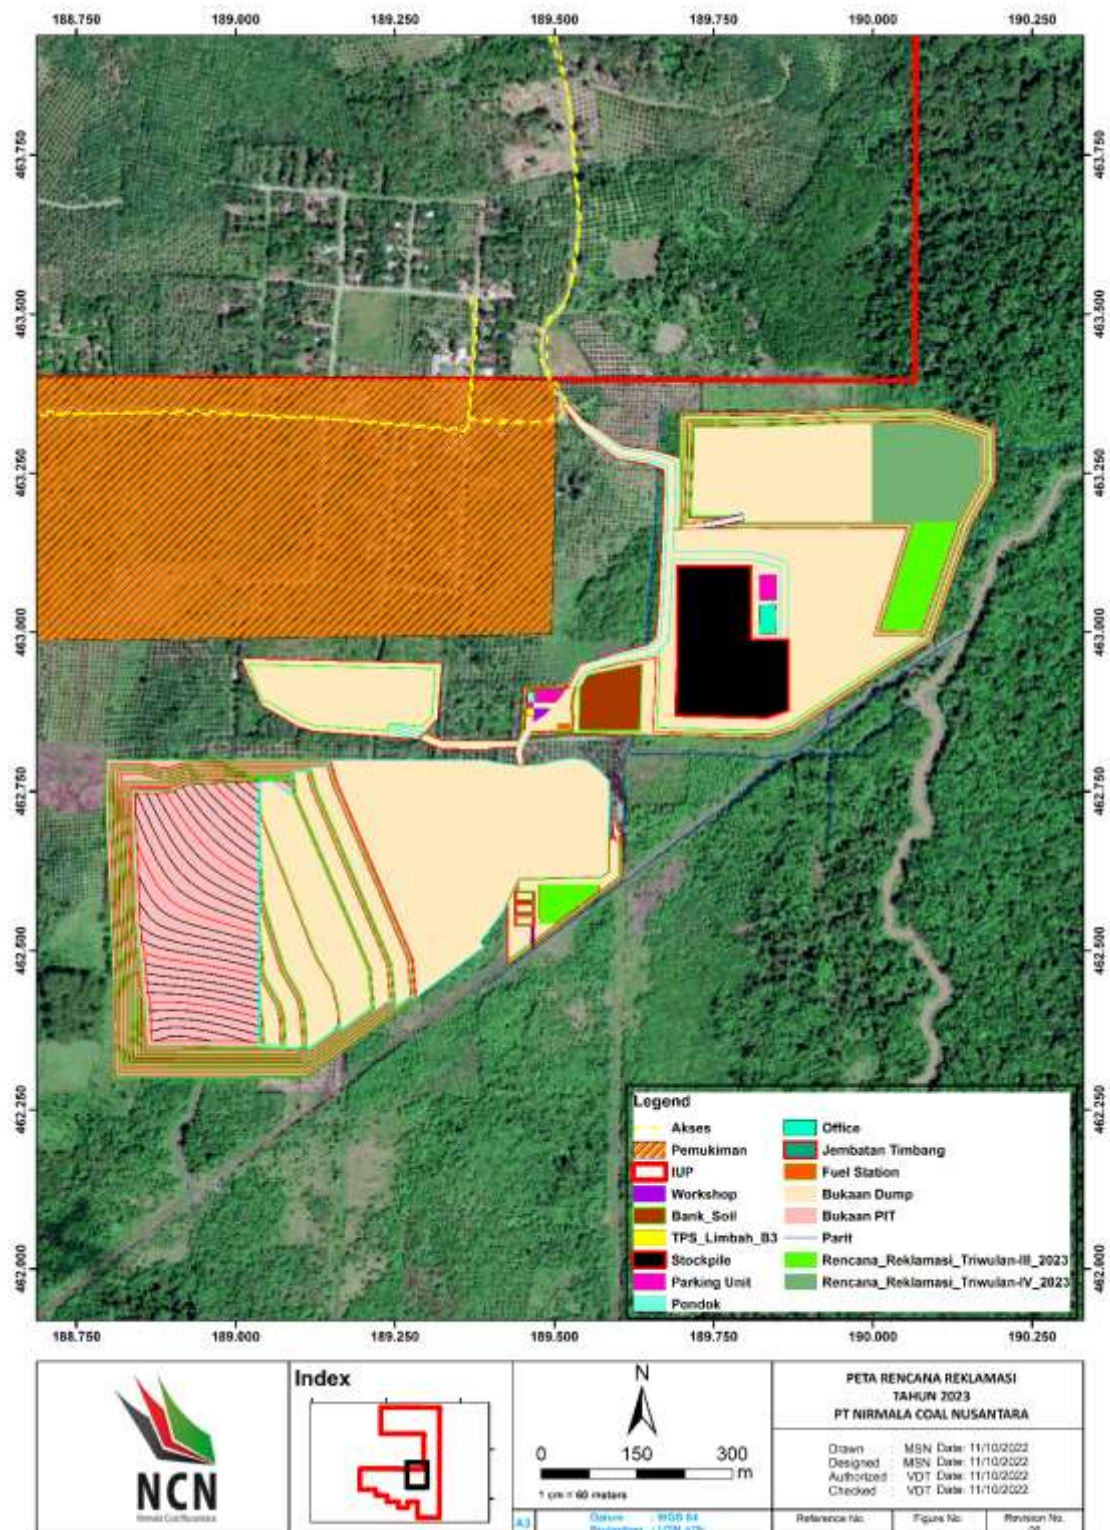 188.750 189.000 189.250 189.500 189.750 190.000 190.250
463.750 463.750
463.500 463.500
463.250 463.250
463.000 463.000
462.750 462.750
462.500 462.500
462.250 462.250
462.000 462.000
Legend
Akses
Pemukiman
IUP
Workshop
Bank_Soil
TPS_Limbah_B3
Stockpile
Parking Unit
Pondok
Office
Jembatan Timbang
Fuel Station
Bukaan Dump
Bukaan PIT
Parit
Rencana_Reklamasi_Triwulan-III_2023
Rencana_Reklamasi_Triwulan-IV_2023
188.750 189.000 189.250 189.500 189.750 190.000 190.250
NCN
Nirmala Coal Nusantara
Index
N
0 150 300
m
1 cm = 60 meters
A3
Datum : WGS 84
PETA RENCANA REKLAMASI
TAHUN 2023
PT NIRMALA COAL NUSANTARA
Drawn : MSN Date: 11/10/2022
Designed : MSN Date: 11/10/2022
Authorized : VDT Date: 11/10/2022
Checked : VDT Date: 11/10/2022
Reference No. Figure No. Revision No.